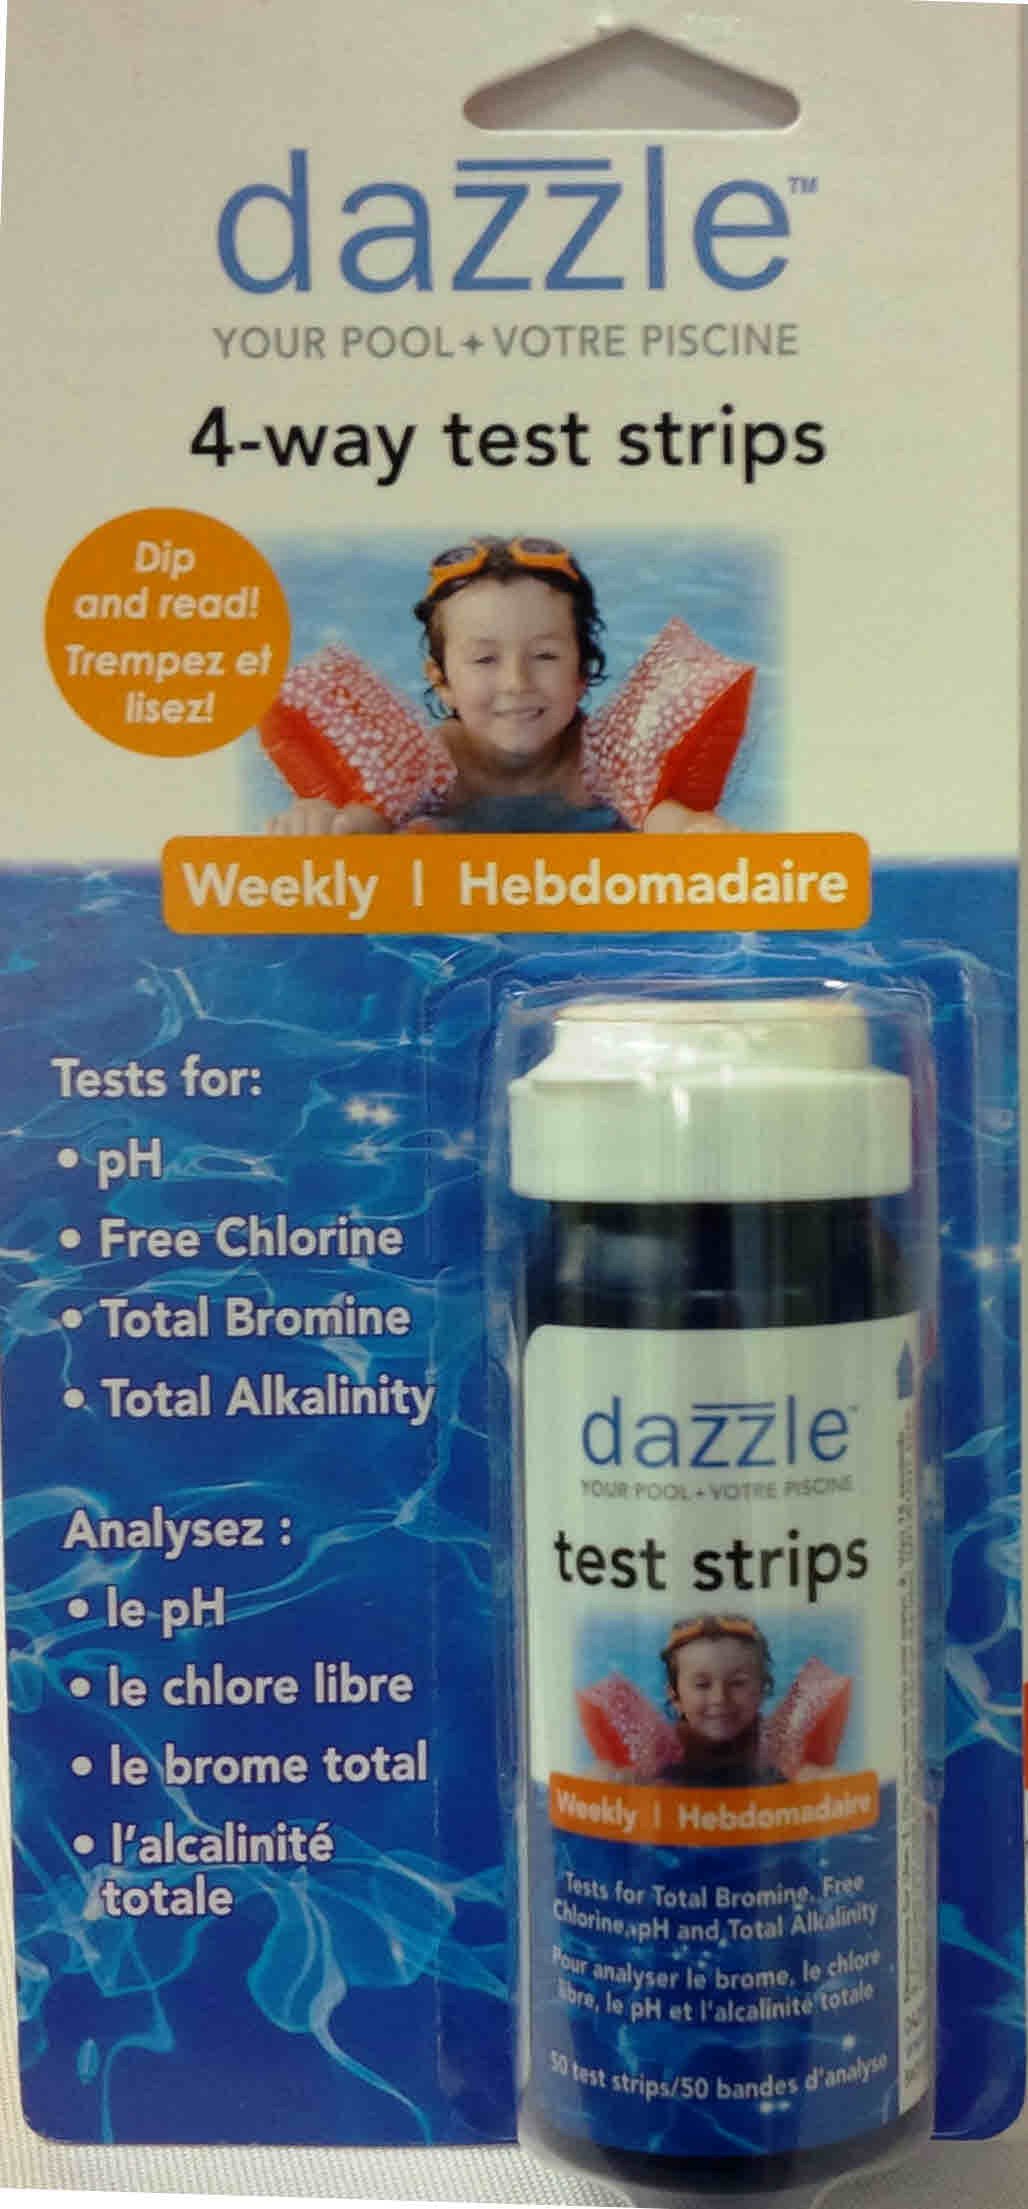 dazzle™
YOUR POOL+VOTRE PISCINE
4-way test strips
Dip
and read!
Trempez et
lisez!
Weekly | Hebdomadaire
Tests for:
• pH
• Free Chlorine
• Total Bromine
• Total Alkalinity
Analysez :
• le pH
• le chlore libre
• le brome total
• l'alcalinité
totale
dazzle
YOUR POOL+VOTRE PISCINE
test strips
Weekly | Hebdomadaire
Tests for Total Bromine, Free
Chlorine, pH and Total Alkalinity
Pour analyser le brome, le chlore
libre, le pH et l'alcalinité totale
50 test strips/50 bandes d'analyse